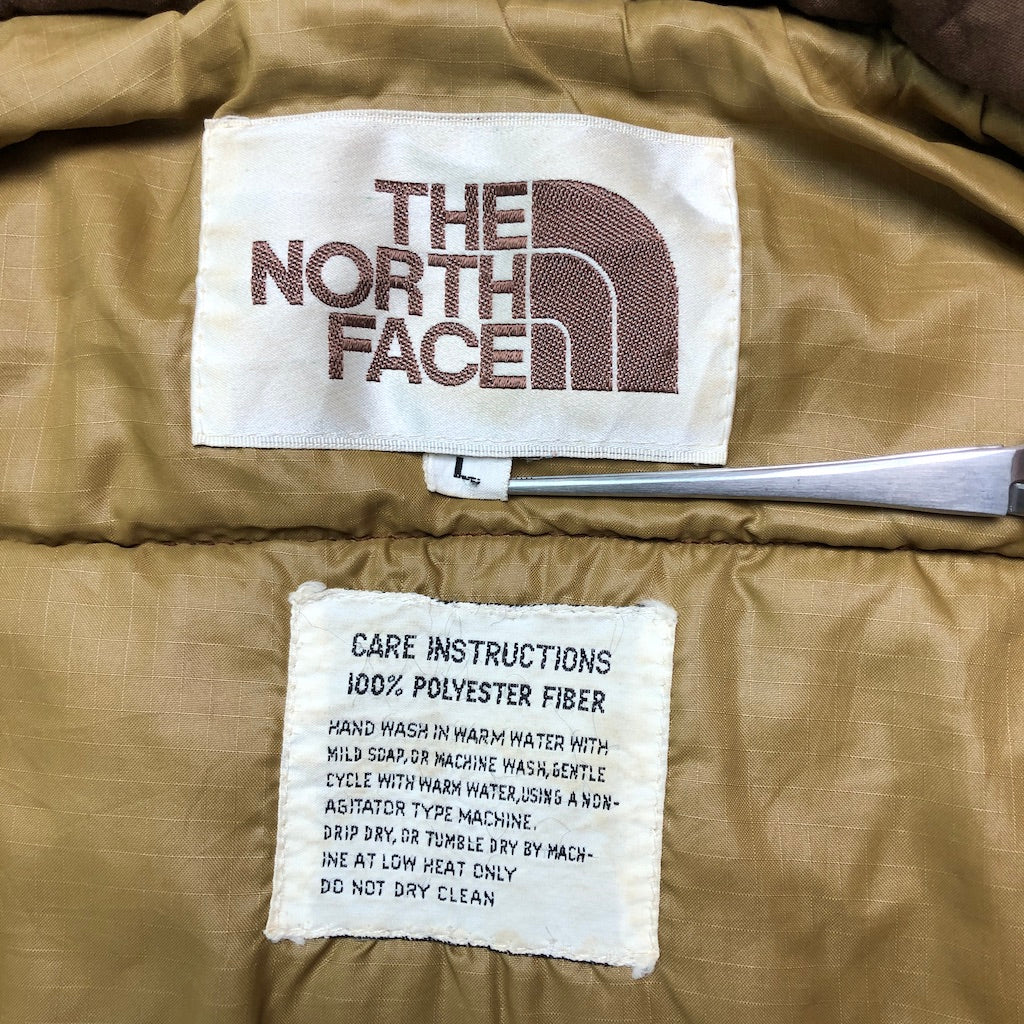 THE
NORTH
FACE
L
CARE INSTRUCTIONS
100% POLYESTER FIBER
HAND WASH IN WARM WATER WITH
MILD SOAP, OR MACHINE WASH, GENTLE
CYCLE WITH WARM WATER, USING A NON-
AGITATOR TYPE MACHINE.
DRIP DRY, OR TUMBLE DRY BY MACH-
INE AT LOW HEAT ONLY
DO NOT DRY CLEAN